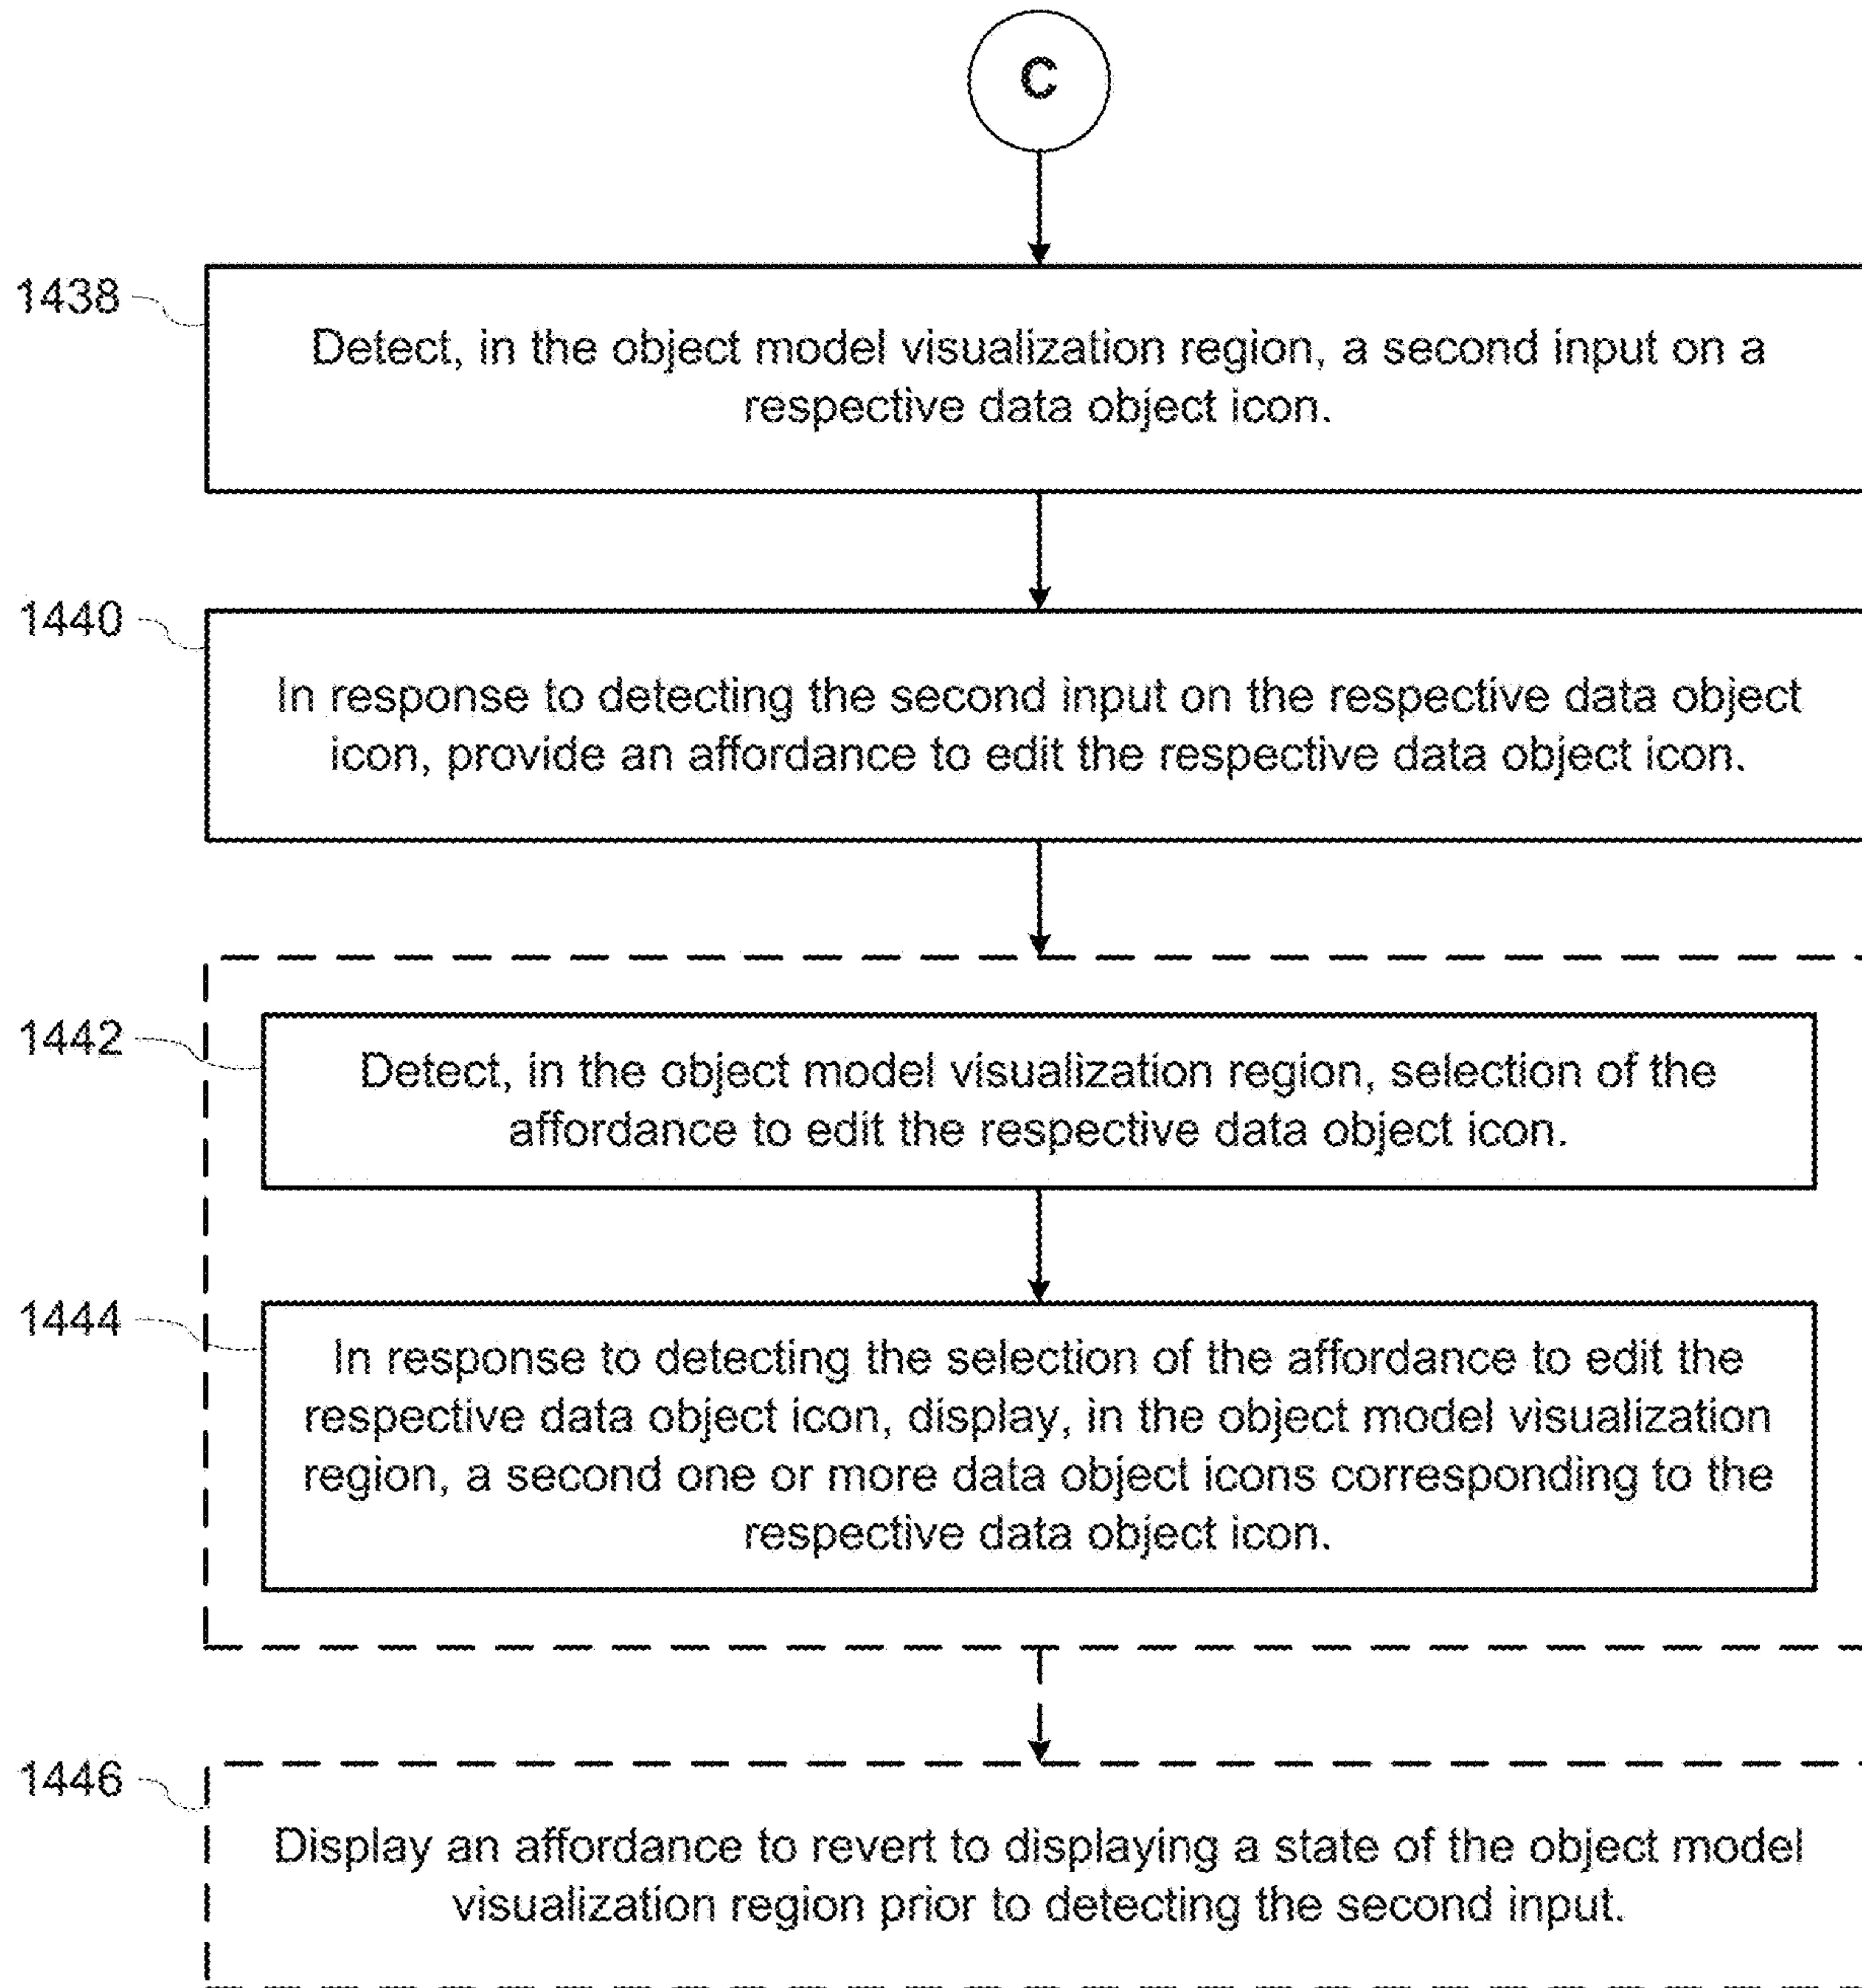 C
1438
Detect, in the object model visualization region, a second input on a
respective data object icon.
1440
In response to detecting the second input on the respective data object
icon, provide an affordance to edit the respective data object icon.
1442
Detect, in the object model visualization region, selection of the
affordance to edit the respective data object icon.
1444
In response to detecting the selection of the affordance to edit the
respective data object icon, display, in the object model visualization
region, a second one or more data object icons corresponding to the
respective data object icon.
1446
Display an affordance to revert to displaying a state of the object model
visualization region prior to detecting the second input.